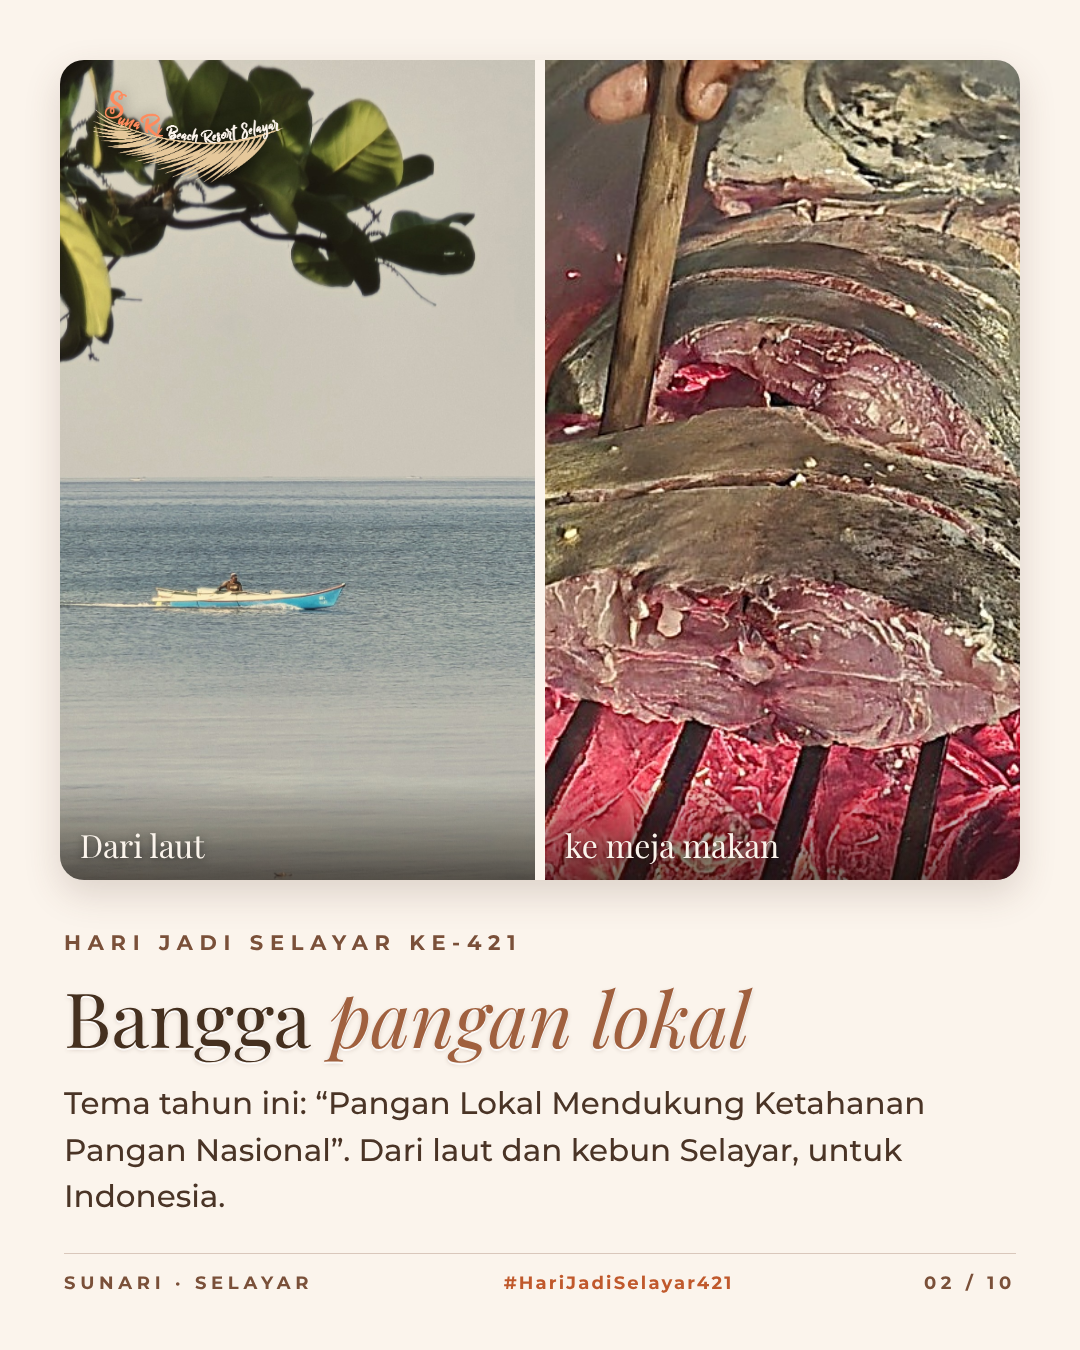 SunaRi Beach Resort Selayar
Dari laut
ke meja makan
HARI JADI SELAYAR KE-421
Bangga pangan lokal
Tema tahun ini: “Pangan Lokal Mendukung Ketahanan
Pangan Nasional”. Dari laut dan kebun Selayar, untuk
Indonesia.
SUNARI · SELAYAR
#HariJadiSelayar421
02 / 10